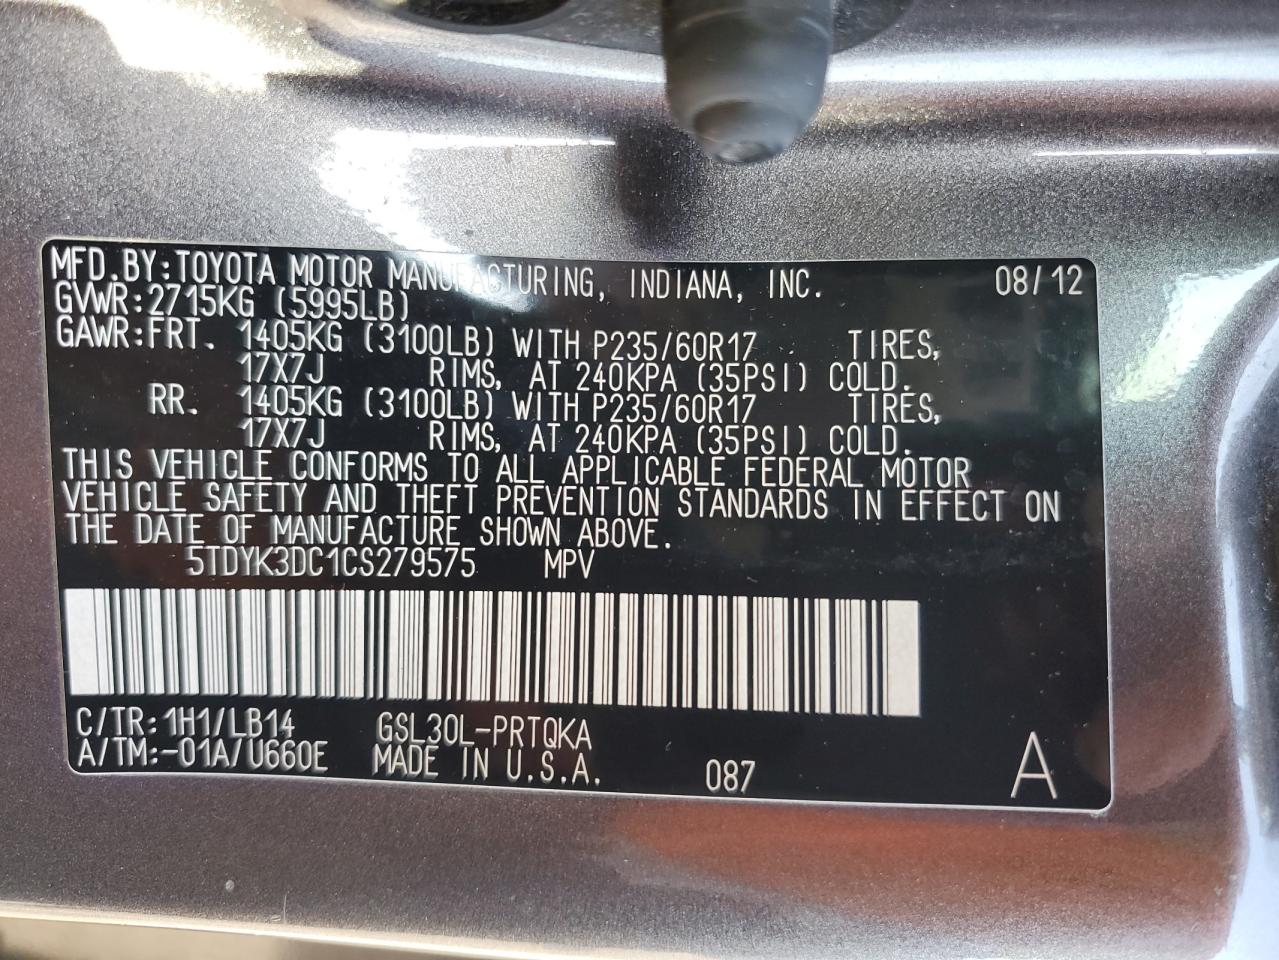 MFD.BY:TOYOTA MOTOR MANUFACTURING, INDIANA, INC. 08/12
GVWR:2715KG (5995LB)
GAWR:FRT. 1405KG (3100LB) WITH P235/60R17 TIRES,
17X7J RIMS, AT 240KPA (35PSI) COLD.
RR. 1405KG (3100LB) WITH P235/60R17 TIRES,
17X7J RIMS, AT 240KPA (35PSI) COLD.
THIS VEHICLE CONFORMS TO ALL APPLICABLE FEDERAL MOTOR
VEHICLE SAFETY AND THEFT PREVENTION STANDARDS IN EFFECT ON
THE DATE OF MANUFACTURE SHOWN ABOVE.
5TDYK3DC1CS279575 MPV
C/TR:1H1/LB14 GSL30L-PRTQKA
A/TM:-01A/U660E MADE IN U.S.A. 087 A